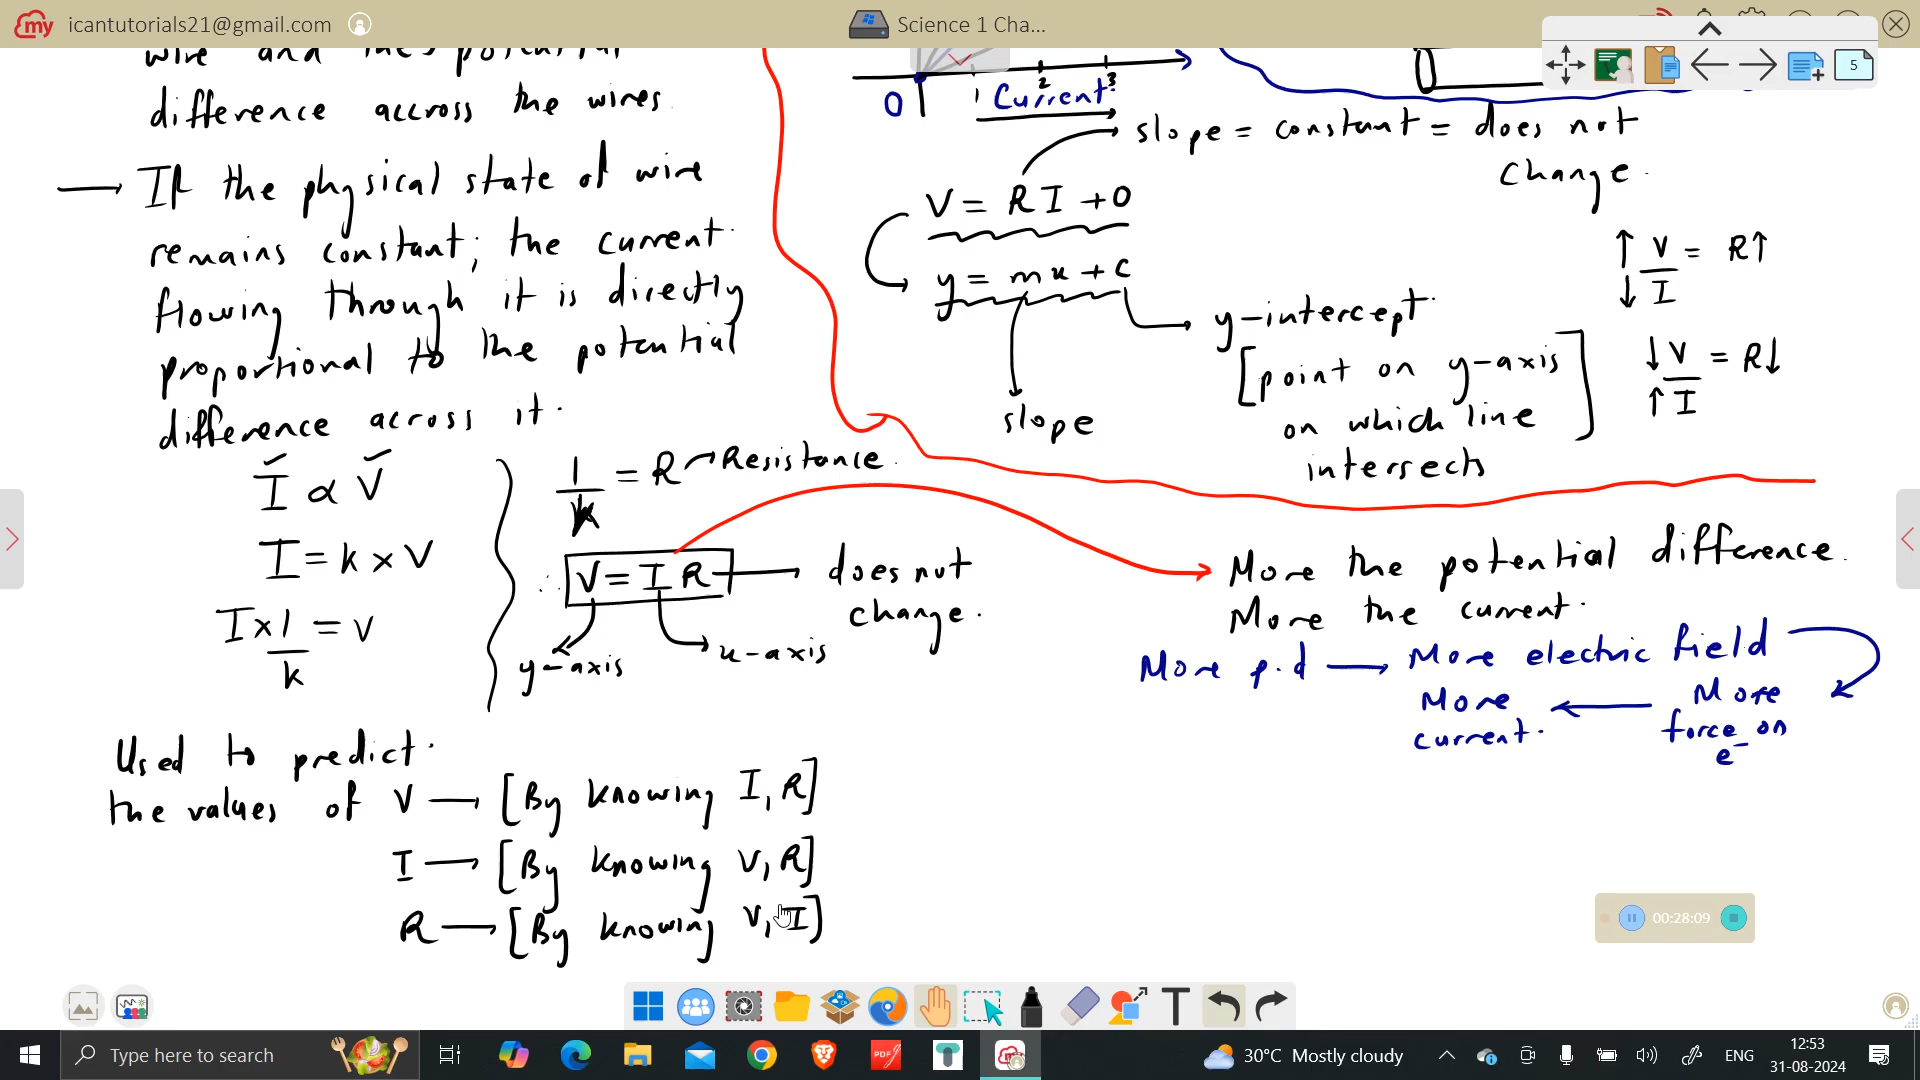 icantutorials21@gmail.com
Science 1 Cha...
5
difference accross the wires.
→ If the physical state of wire
remains constant; the current
flowing through it is directly
proportional to the potential
difference across it.
I ∝ V
I = k × V
I × 1/k = V
1/k = R → Resistance.
∴ V = I R — does not
change.
y-axis
x-axis
Used to predict
the values of V → [By knowing I, R]
I → [By knowing V, R]
R → [By knowing V, I]
0 1 2 3
Current
slope = constant = does not
change.
V = RI + 0
y = mx + c
slope
y-intercept
[point on y-axis
on which line
intersects]
↑V/↓I = R↑
↓V/↑I = R↓
More the potential difference.
More the current.
More p.d → More electric field
More force on e⁻
More current.
00:28:09
Type here to search
30°C Mostly cloudy
ENG
12:53
31-08-2024